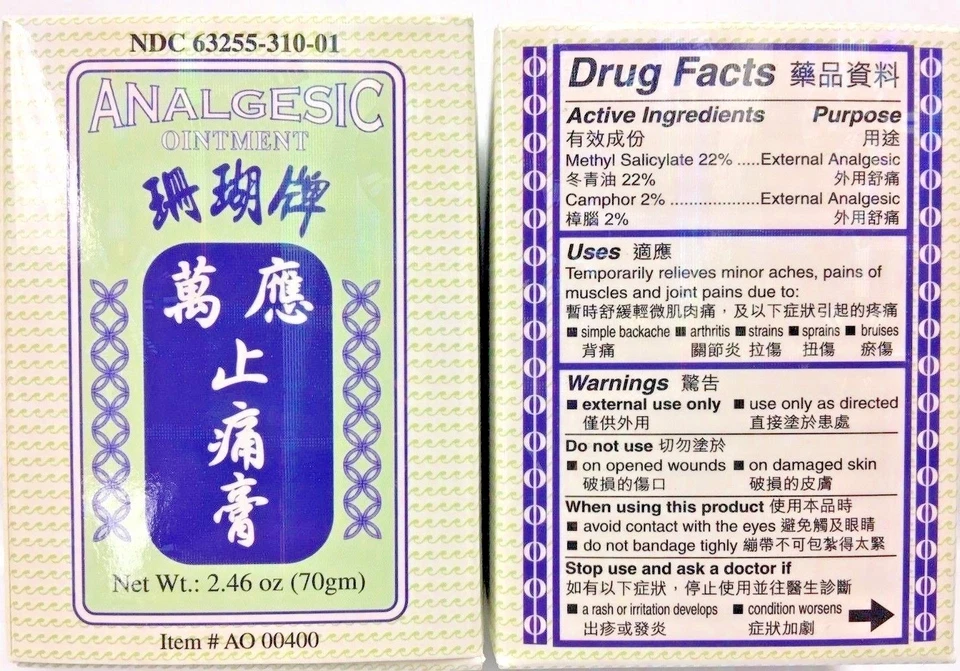 NDC 63255-310-01
ANALGESIC
OINTMENT
珊瑚牌
萬應
止
痛
膏
Net Wt.: 2.46 oz (70gm)
Item # AO 00400
Drug Facts 藥品資料
Active Ingredients Purpose
有效成份 用途
Methyl Salicylate 22% .....External Analgesic
冬青油 22% 外用舒痛
Camphor 2% ...................External Analgesic
樟腦 2% 外用舒痛
Uses 適應
Temporarily relieves minor aches, pains of
muscles and joint pains due to:
暫時舒緩輕微肌肉痛，及以下症狀引起的疼痛
■ simple backache ■ arthritis ■ strains ■ sprains ■ bruises
背痛 關節炎 拉傷 扭傷 瘀傷
Warnings 驚告
■ external use only ■ use only as directed
僅供外用 直接塗於患處
Do not use 切勿塗於
■ on opened wounds ■ on damaged skin
破損的傷口 破損的皮膚
When using this product 使用本品時
■ avoid contact with the eyes 避免觸及眼睛
■ do not bandage tighly 繃帶不可包紮得太緊
Stop use and ask a doctor if
如有以下症狀，停止使用並往醫生診斷
■ a rash or irritation develops ■ condition worsens
出疹或發炎 症狀加劇